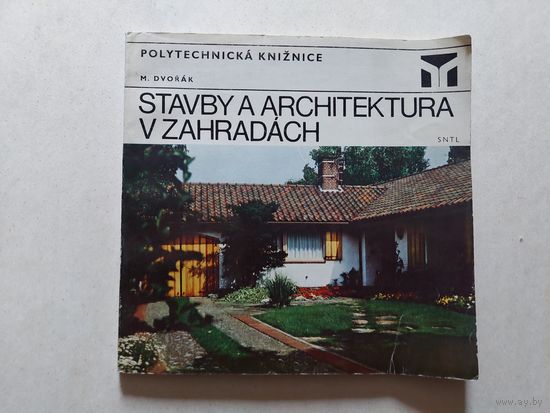 POLYTECHNICKÁ KNIŽNICE
M. DVOŘÁK
STAVBY A ARCHITEKTURA
V ZAHRADÁCH
SNTL
www.ay.by